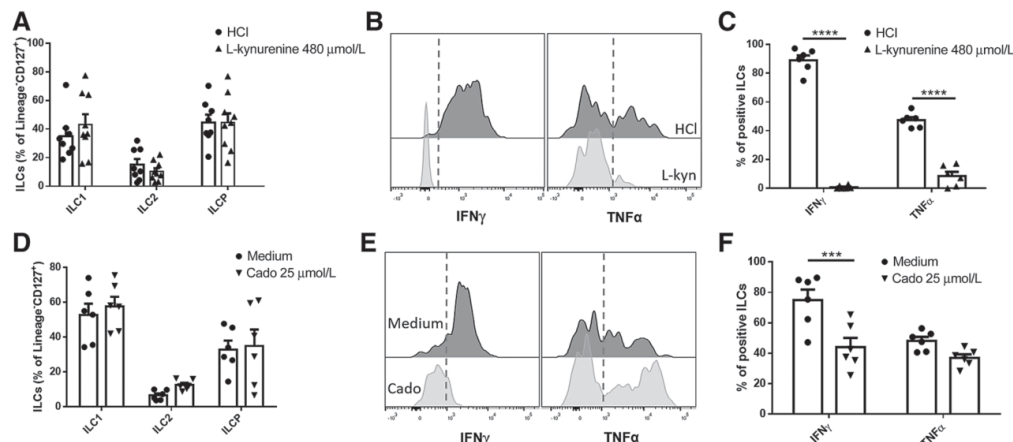 A
HCl
L-kynurenine 480 μmol/L
ILCs (% of Lineage-CD127+)
100
80
60
40
20
0
ILC1
ILC2
ILCP
B
HCl
L-kyn
IFNγ
TNFα
C
HCl
L-kynurenine 480 μmol/L
% of positive ILCs
100
80
60
40
20
0
****
****
IFNγ
TNFα
D
Medium
Cado 25 μmol/L
ILCs (% of Lineage-CD127+)
80
60
40
20
0
ILC1
ILC2
ILCP
E
Medium
Cado
IFNγ
TNFα
F
Medium
Cado 25 μmol/L
% of positive ILCs
100
80
60
40
20
0
***
IFNγ
TNFα